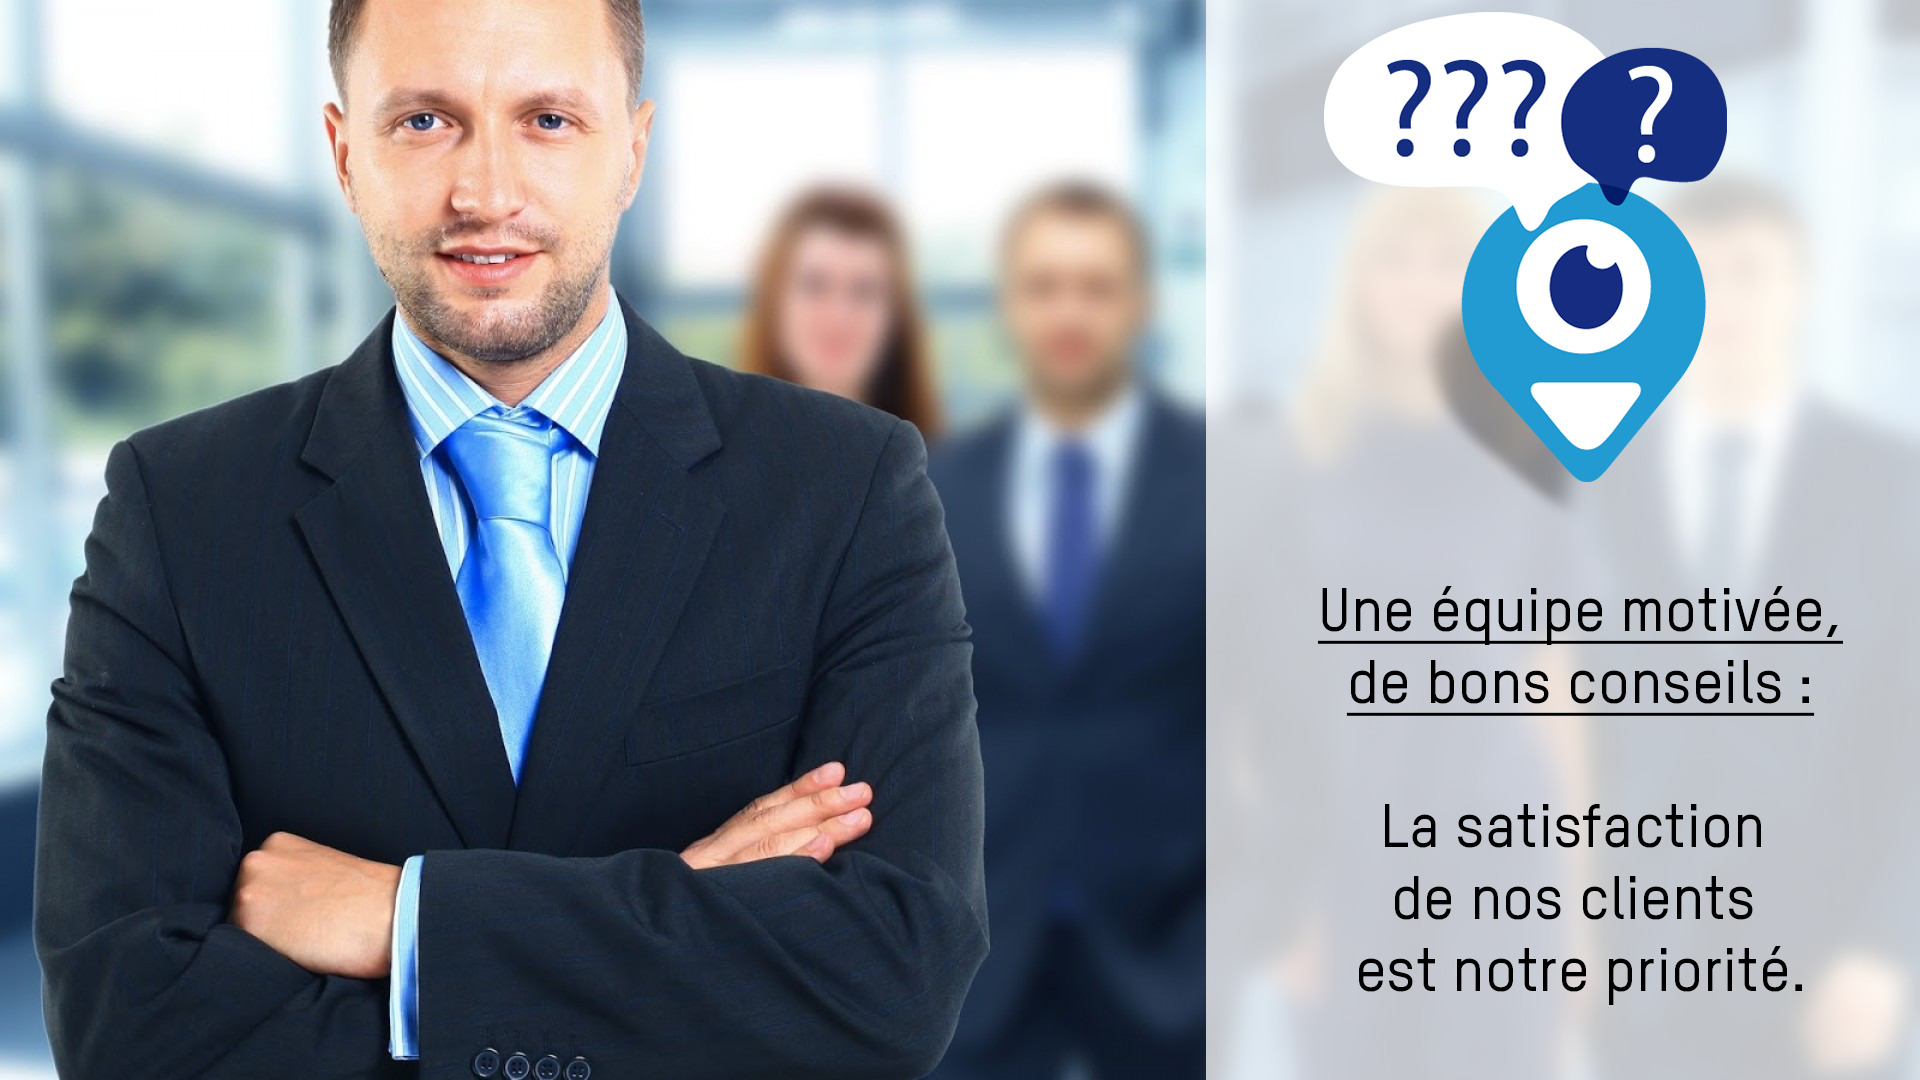 ??? ?
Une équipe motivée,
de bons conseils :
La satisfaction
de nos clients
est notre priorité.